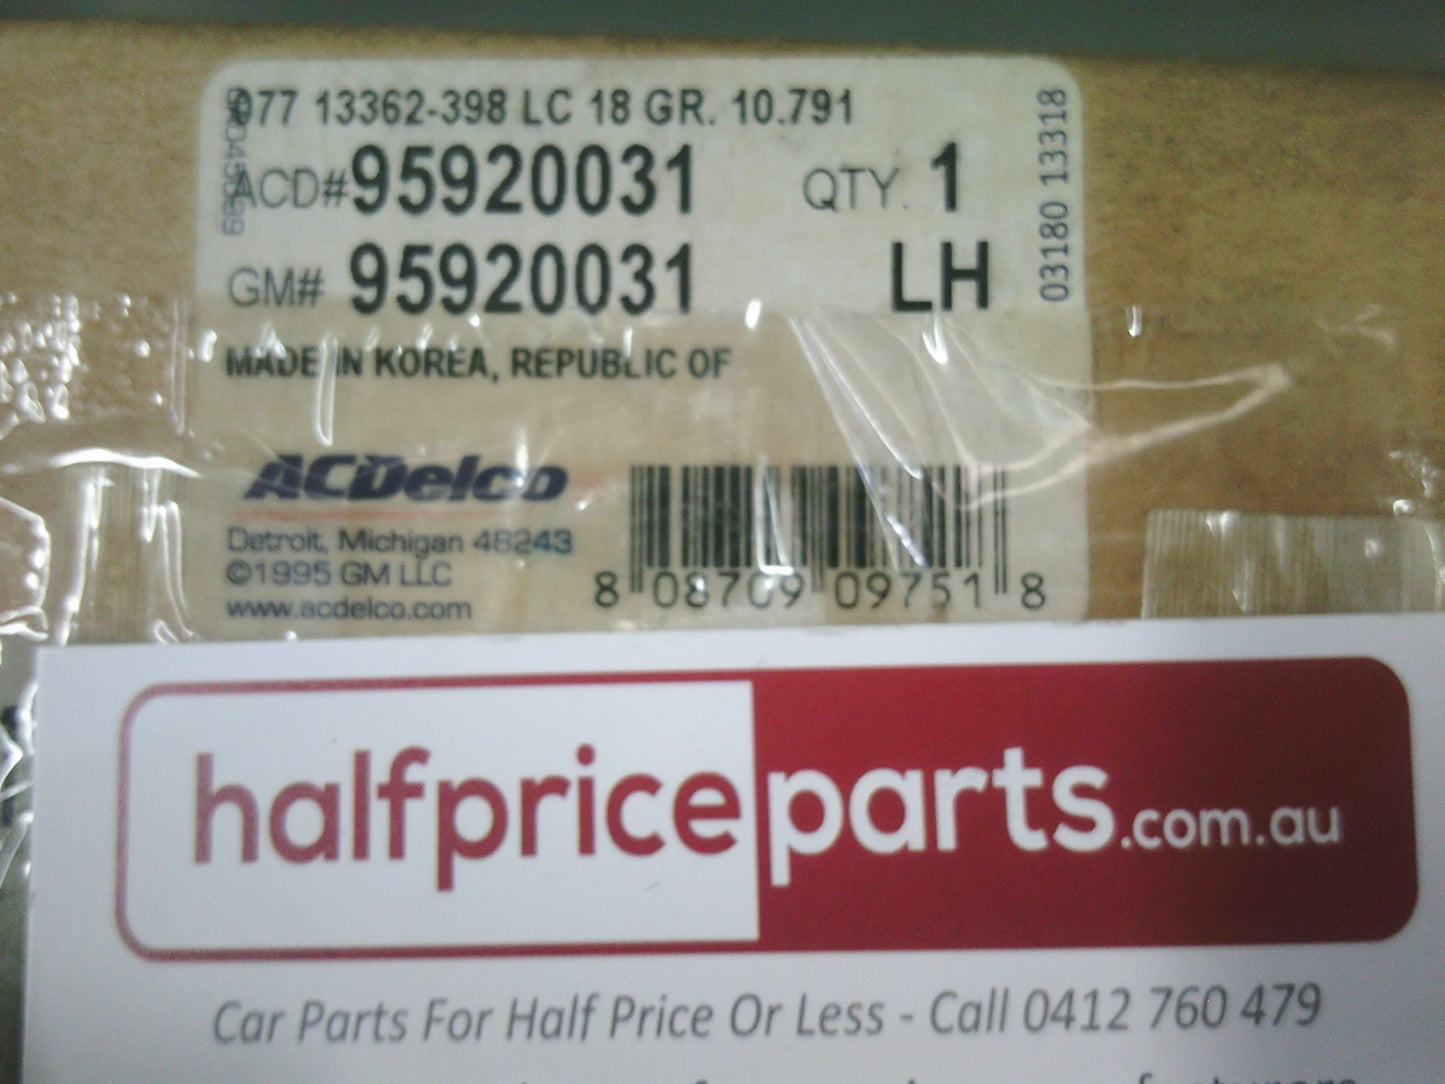 077 13362-398 LC 18 GR. 10.791
ACD# 95920031 QTY. 1
GM# 95920031 LH
03180 13318
MADE IN KOREA, REPUBLIC OF
ACDelco
Detroit, Michigan 48243
©1995 GM LLC
www.acdelco.com
8 08709 09751 8
halfpriceparts.com.au
Car Parts For Half Price Or Less - Call 0412 760 479